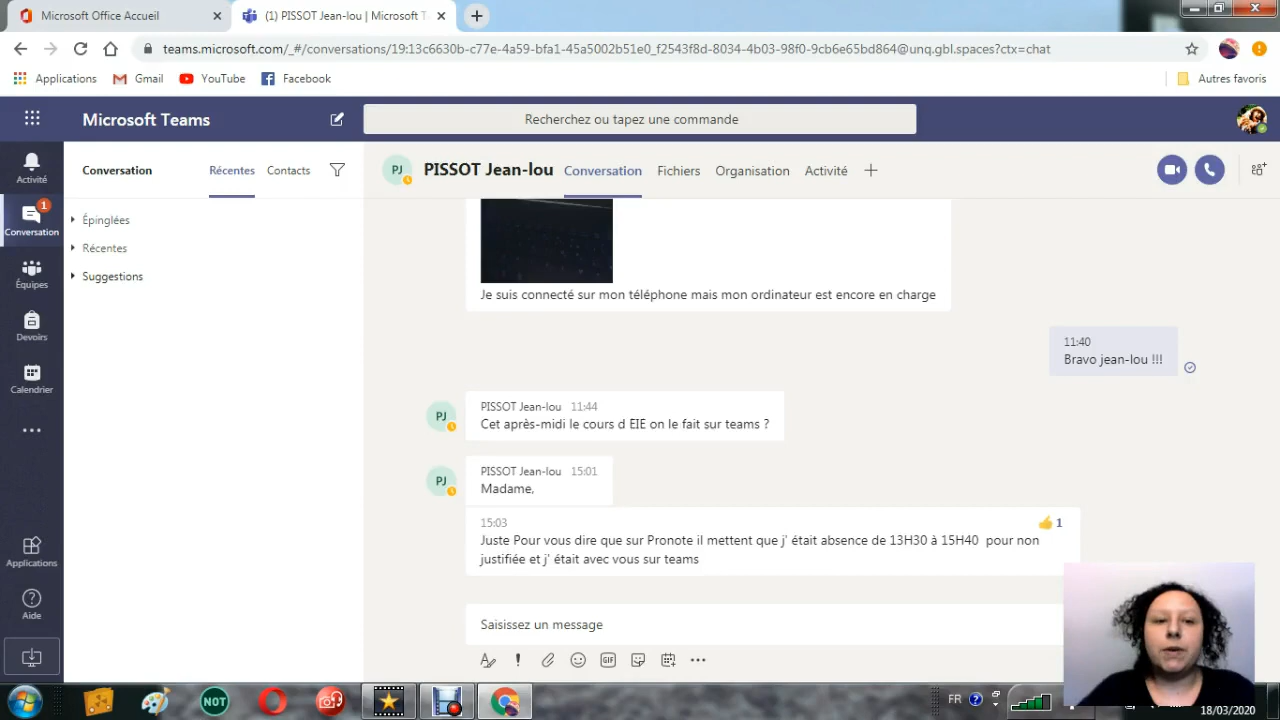 Microsoft Office Accueil
(1) PISSOT Jean-lou | Microsoft T
teams.microsoft.com/_#/conversations/19:13c6630b-c77e-4a59-bfa1-45a5002b51e0_f2543f8d-8034-4b03-98f0-9cb6e65bd864@unq.gbl.spaces?ctx=chat
Applications Gmail YouTube Facebook Autres favoris
Microsoft Teams
Recherchez ou tapez une commande
Activité
Conversation
1
Équipes
Devoirs
Calendrier
Applications
Aide
Conversation Récentes Contacts
Épinglées
Récentes
Suggestions
PJ PISSOT Jean-lou Conversation Fichiers Organisation Activité
Je suis connecté sur mon téléphone mais mon ordinateur est encore en charge
11:40
Bravo jean-lou !!!
PJ
PISSOT Jean-lou 11:44
Cet après-midi le cours d EIE on le fait sur teams ?
PJ
PISSOT Jean-lou 15:01
Madame,
15:03
1
Juste Pour vous dire que sur Pronote il mettent que j' était absence de 13H30 à 15H40 pour non
justifiée et j' était avec vous sur teams
Saisissez un message
GIF
NOT
FR
18/03/2020